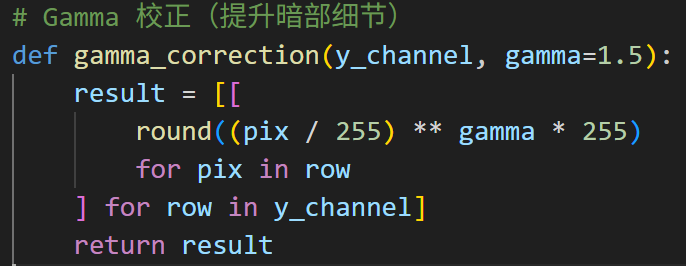 # Gamma 校正（提升暗部细节）
def gamma_correction(y_channel, gamma=1.5):
    result = [[
        round((pix / 255) ** gamma * 255)
        for pix in row
    ] for row in y_channel]
    return result